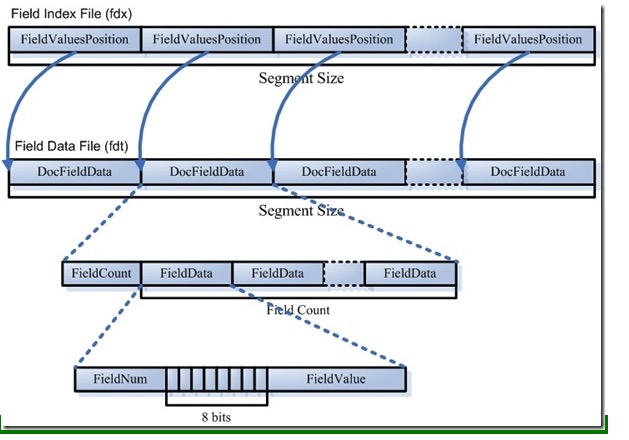 Field Index File (fdx)
FieldValuesPosition FieldValuesPosition FieldValuesPosition FieldValuesPosition
Segment Size
Field Data File (fdt)
DocFieldData DocFieldData DocFieldData DocFieldData
Segment Size
FieldCount FieldData FieldData FieldData
Field Count
FieldNum FieldValue
8 bits